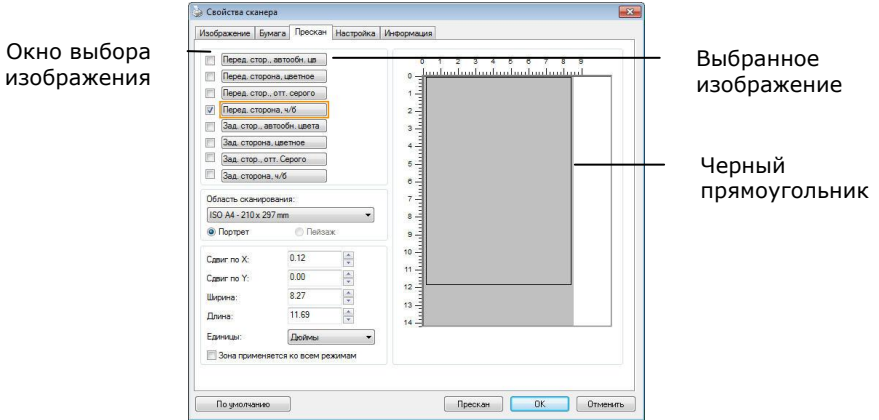 Свойства сканера
Изображение Бумага Прескан Настройка Информация
Окно выбора
изображения
Перед. стор., автообн. цв
Перед. сторона, цветное
Перед. стор., отт. серого
Перед. сторона, ч/б
Зад. стор., автообн. цвета
Зад. сторона, цветное
Зад. стор., отт. Серого
Зад. сторона, ч/б
Область сканирования:
ISO A4 - 210 x 297 mm
Портрет Пейзаж
Сдвиг по X: 0.12
Сдвиг по Y: 0.00
Ширина: 8.27
Длина: 11.69
Единицы: Дюймы
Зона применяется ко всем режимам
0 1 2 3 4 5 6 7 8 9
0
1
2
3
4
5
6
7
8
9
10
11
12
13
14
Выбранное
изображение
Черный
прямоугольник
По умолчанию Прескан OK Отменить